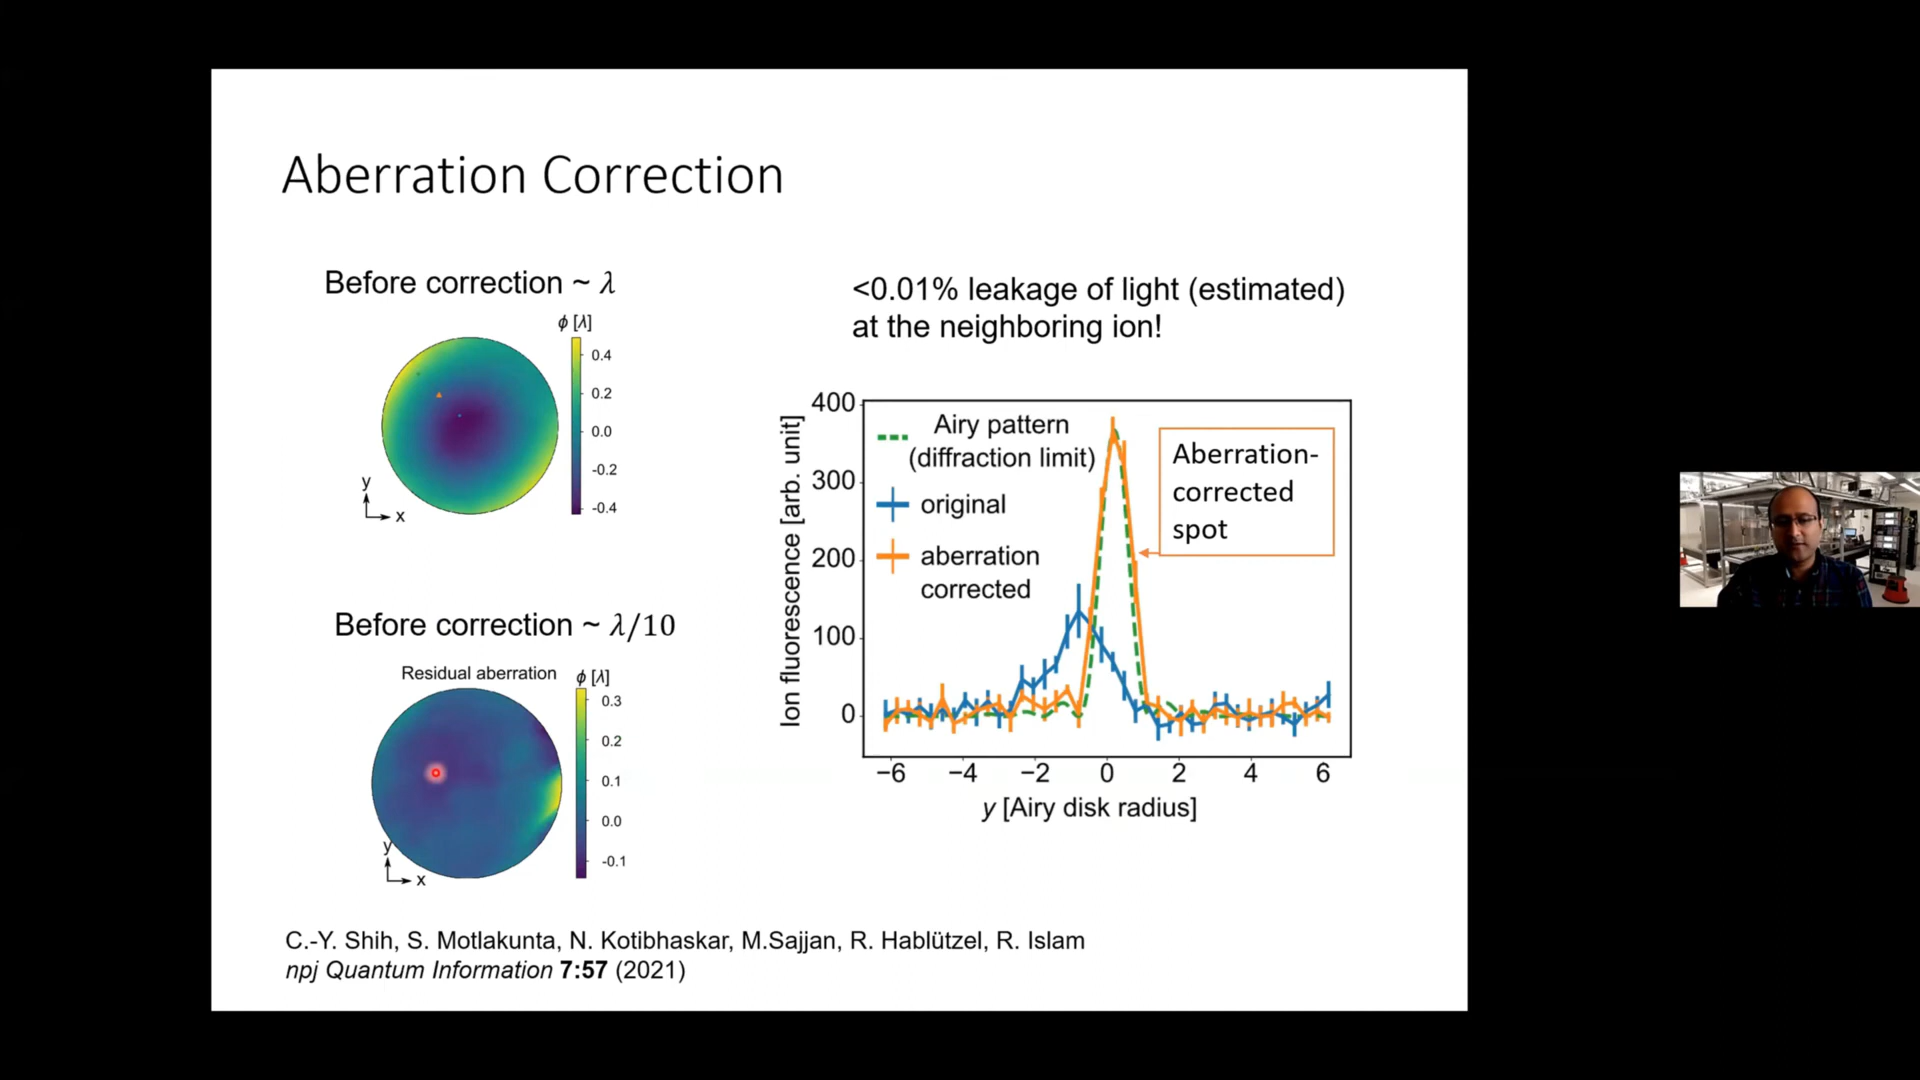 Aberration Correction
Before correction ~ λ
ϕ [λ]
0.4
0.2
0.0
-0.2
-0.4
y
x
Before correction ~ λ/10
Residual aberration
ϕ [λ]
0.3
0.2
0.1
0.0
-0.1
y
x
<0.01% leakage of light (estimated)
at the neighboring ion!
Ion fluorescence [arb. unit]
400
300
200
100
0
Airy pattern
(diffraction limit)
original
aberration
corrected
Aberration-
corrected
spot
−6 −4 −2 0 2 4 6
y [Airy disk radius]
C.-Y. Shih, S. Motlakunta, N. Kotibhaskar, M.Sajjan, R. Hablützel, R. Islam
npj Quantum Information 7:57 (2021)